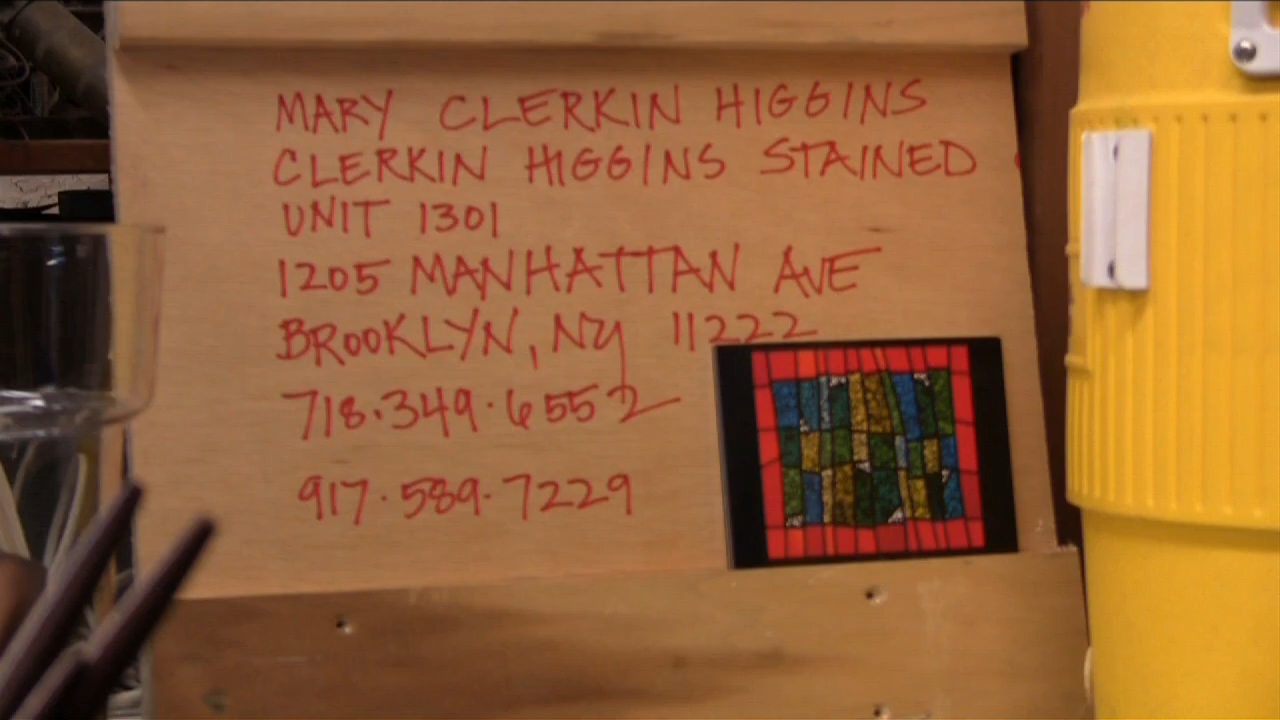 MARY CLERKIN HIGGINS
CLERKIN HIGGINS STAINED
UNIT 1301
1205 MANHATTAN AVE
BROOKLYN, NY 11222
718.349.6552
917.589.7229